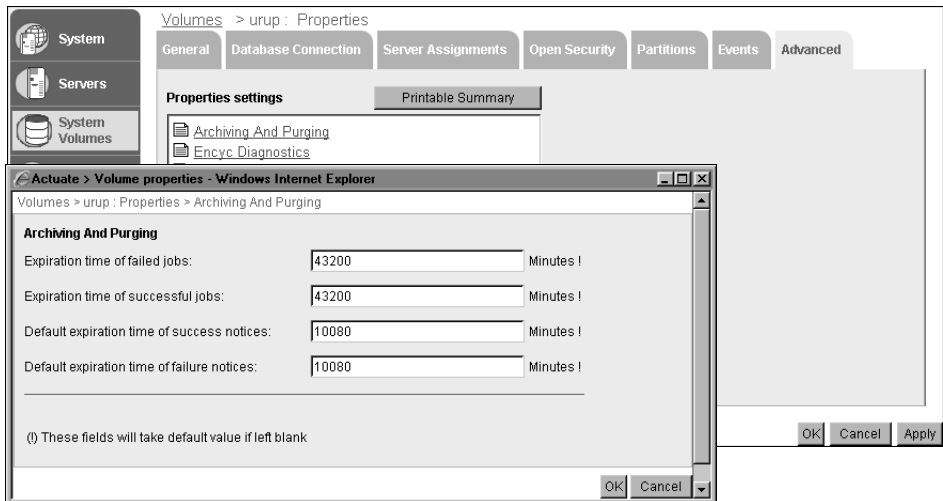 Volumes > urup : Properties
System
Servers
System
Volumes
General
Database Connection
Server Assignments
Open Security
Partitions
Events
Advanced
Properties settings
Printable Summary
Archiving And Purging
Encyc Diagnostics
OK
Cancel
Apply
Actuate > Volume properties - Windows Internet Explorer
Volumes > urup : Properties > Archiving And Purging
Archiving And Purging
Expiration time of failed jobs: 43200 Minutes !
Expiration time of successful jobs: 43200 Minutes !
Default expiration time of success notices: 10080 Minutes !
Default expiration time of failure notices: 10080 Minutes !
(!) These fields will take default value if left blank
OK
Cancel